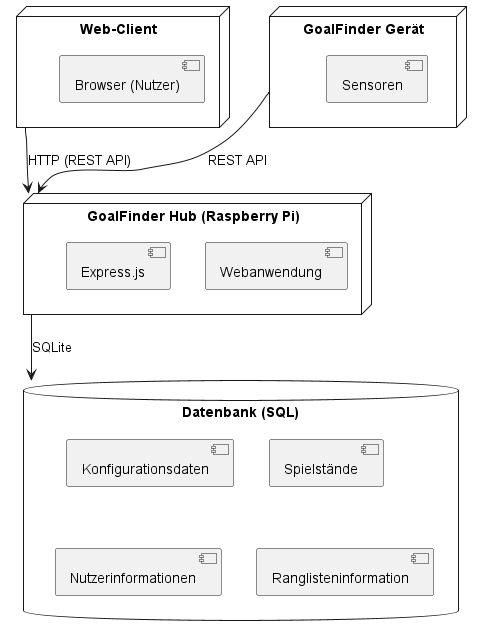 Web-Client
GoalFinder Gerät
Browser (Nutzer)
Sensoren
HTTP (REST API)
REST API
GoalFinder Hub (Raspberry Pi)
Express.js
Webanwendung
SQLite
Datenbank (SQL)
Konfigurationsdaten
Spielstände
Nutzerinformationen
Ranglisteninformation